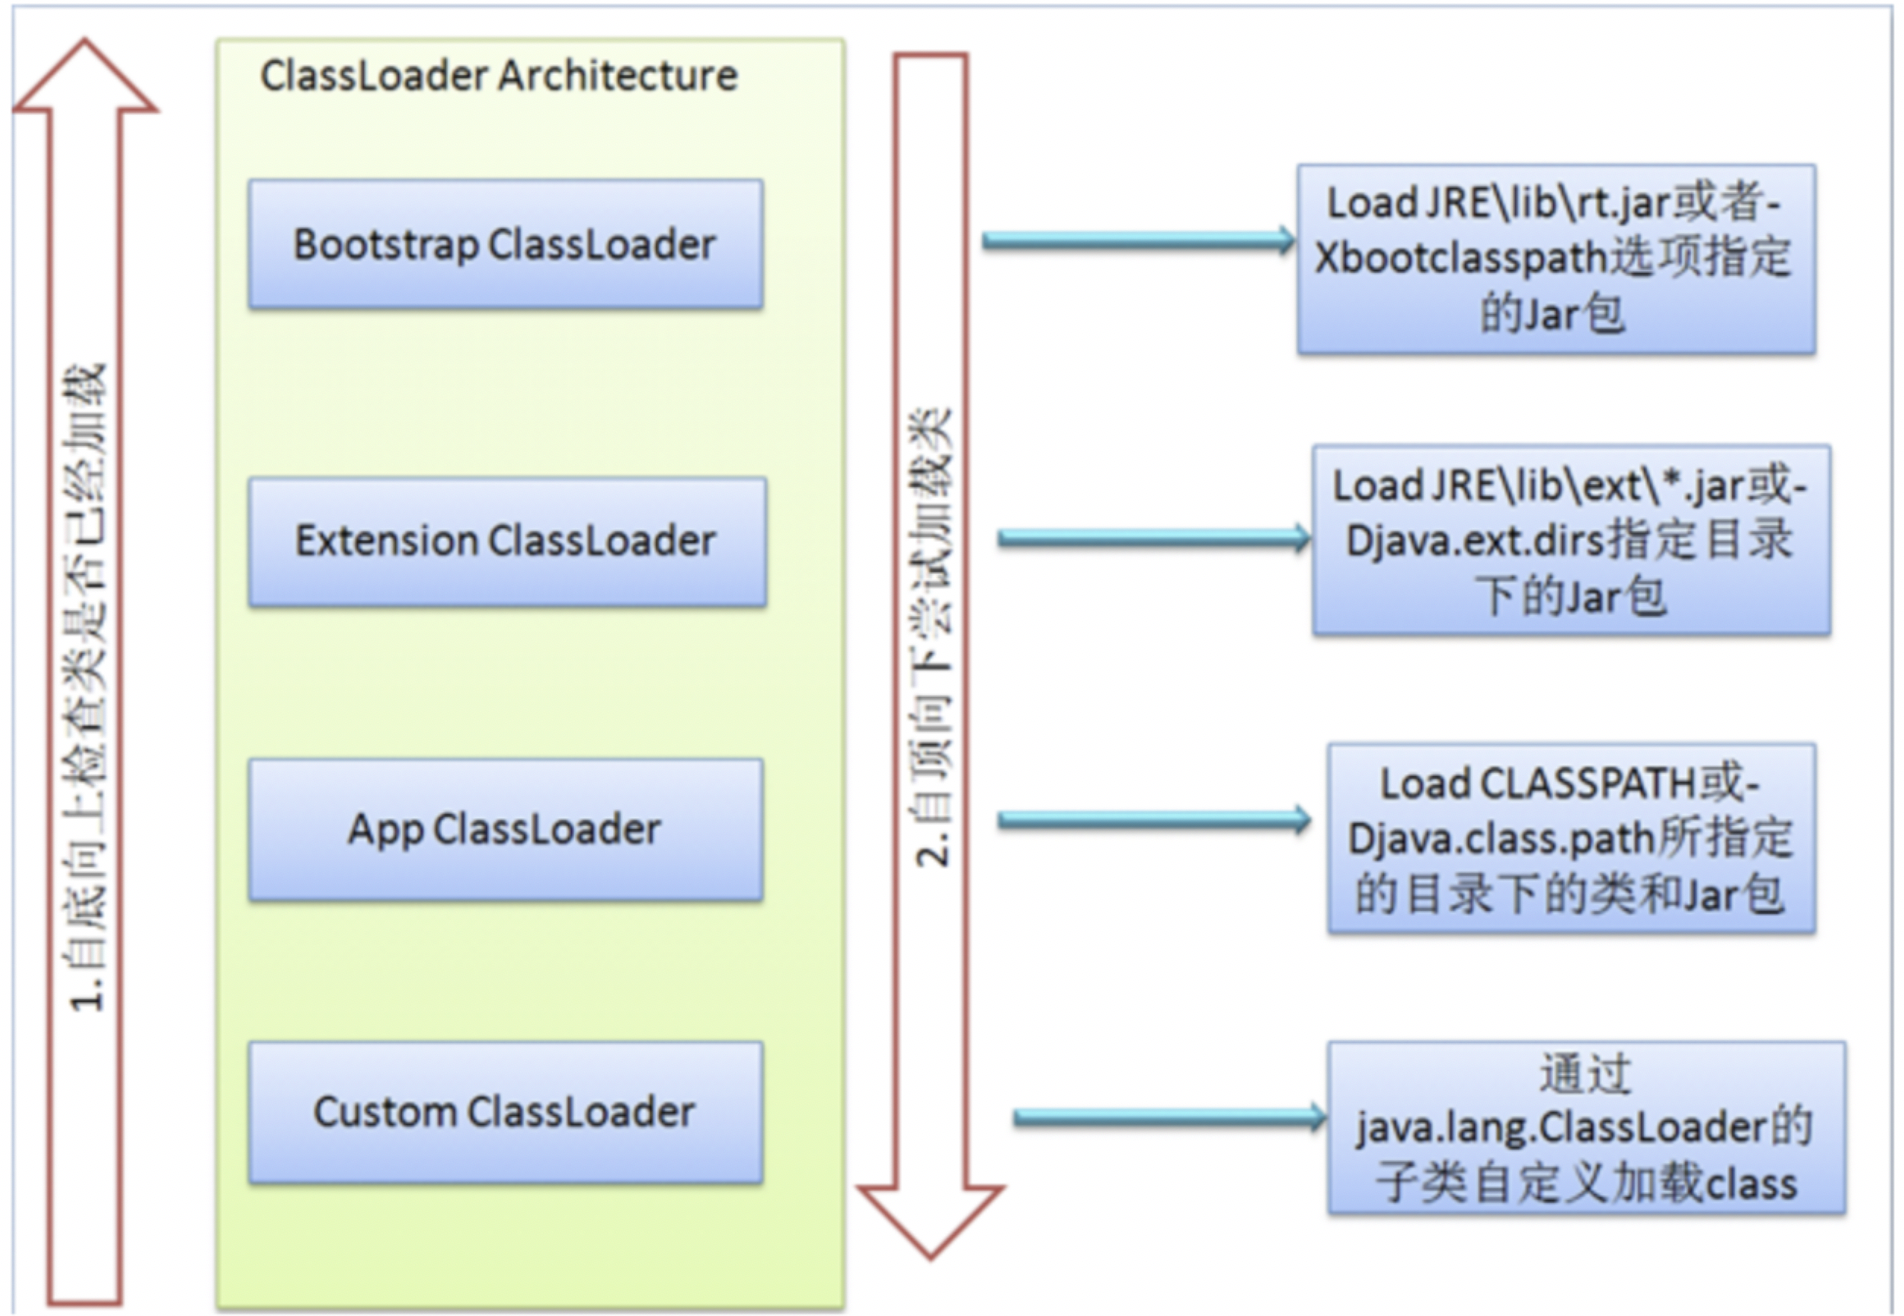 ClassLoader Architecture
1.自底向上检查类是否已经加载
2.自顶向下尝试加载类
Bootstrap ClassLoader
Load JRE\lib\rt.jar或者-
Xbootclasspath选项指定
的Jar包
Extension ClassLoader
Load JRE\lib\ext\*.jar或-
Djava.ext.dirs指定目录
下的Jar包
App ClassLoader
Load CLASSPATH或-
Djava.class.path所指定
的目录下的类和Jar包
Custom ClassLoader
通过
java.lang.ClassLoader的
子类自定义加载class